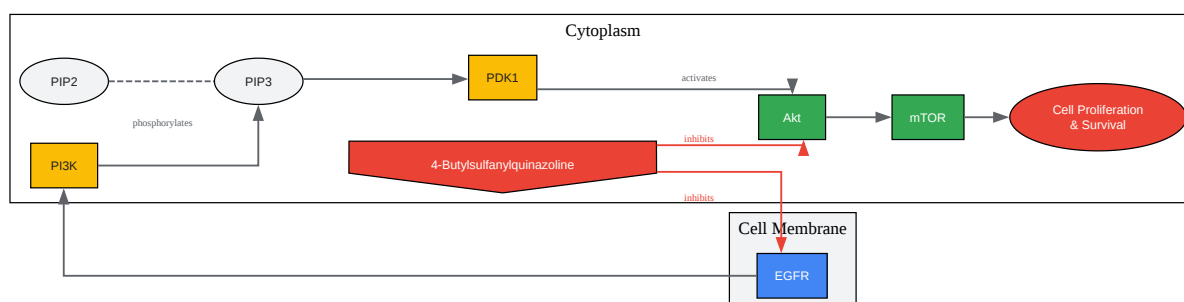 Cytoplasm
PIP2
PIP3
PDK1
activates
Akt
mTOR
Cell Proliferation
& Survival
phosphorylates
PI3K
4-Butylsulfanylquinazoline
inhibits
inhibits
Cell Membrane
EGFR